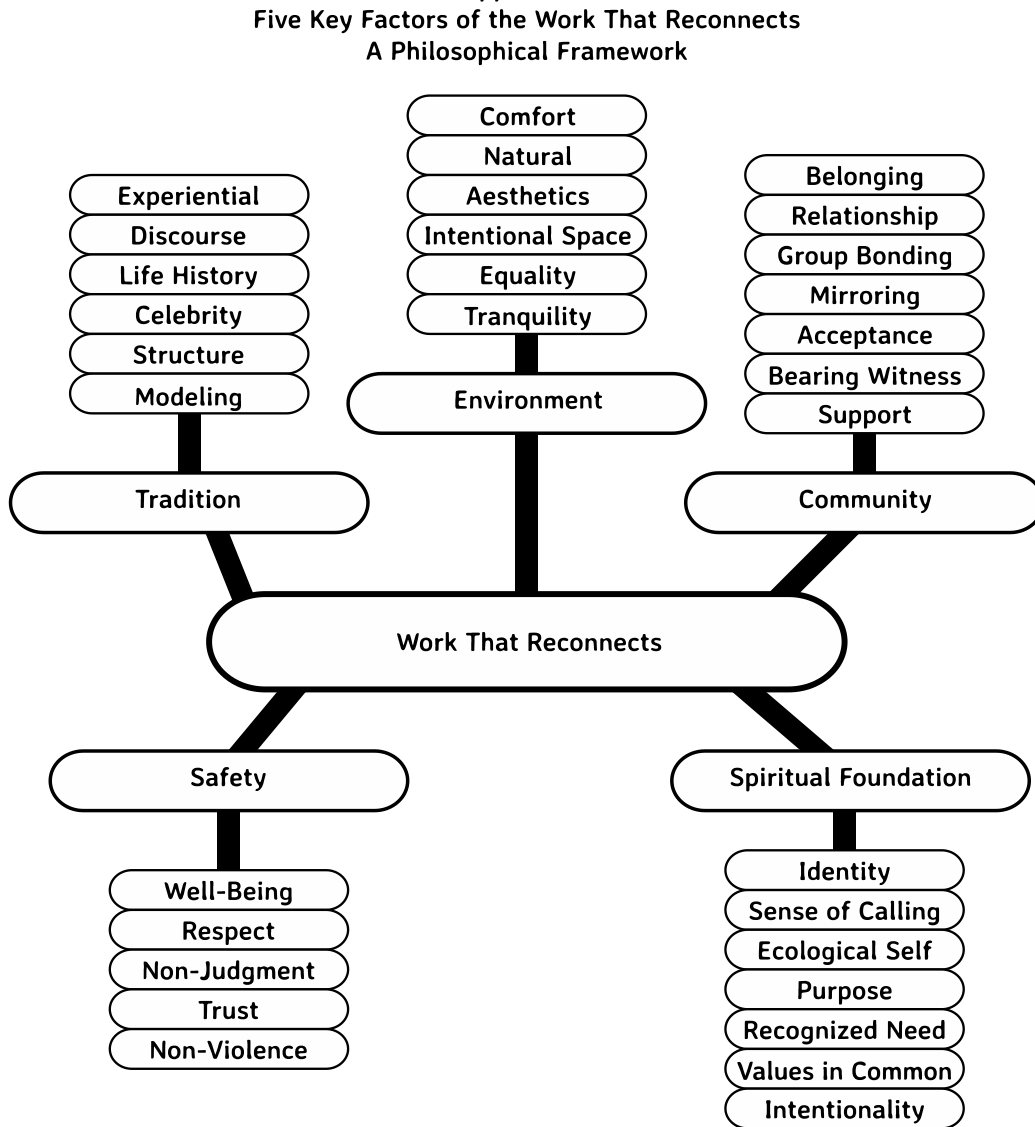 Five Key Factors of the Work That Reconnects
A Philosophical Framework
Experiential
Discourse
Life History
Celebrity
Structure
Modeling
Tradition
Comfort
Natural
Aesthetics
Intentional Space
Equality
Tranquility
Environment
Belonging
Relationship
Group Bonding
Mirroring
Acceptance
Bearing Witness
Support
Community
Work That Reconnects
Safety
Well-Being
Respect
Non-Judgment
Trust
Non-Violence
Spiritual Foundation
Identity
Sense of Calling
Ecological Self
Purpose
Recognized Need
Values in Common
Intentionality